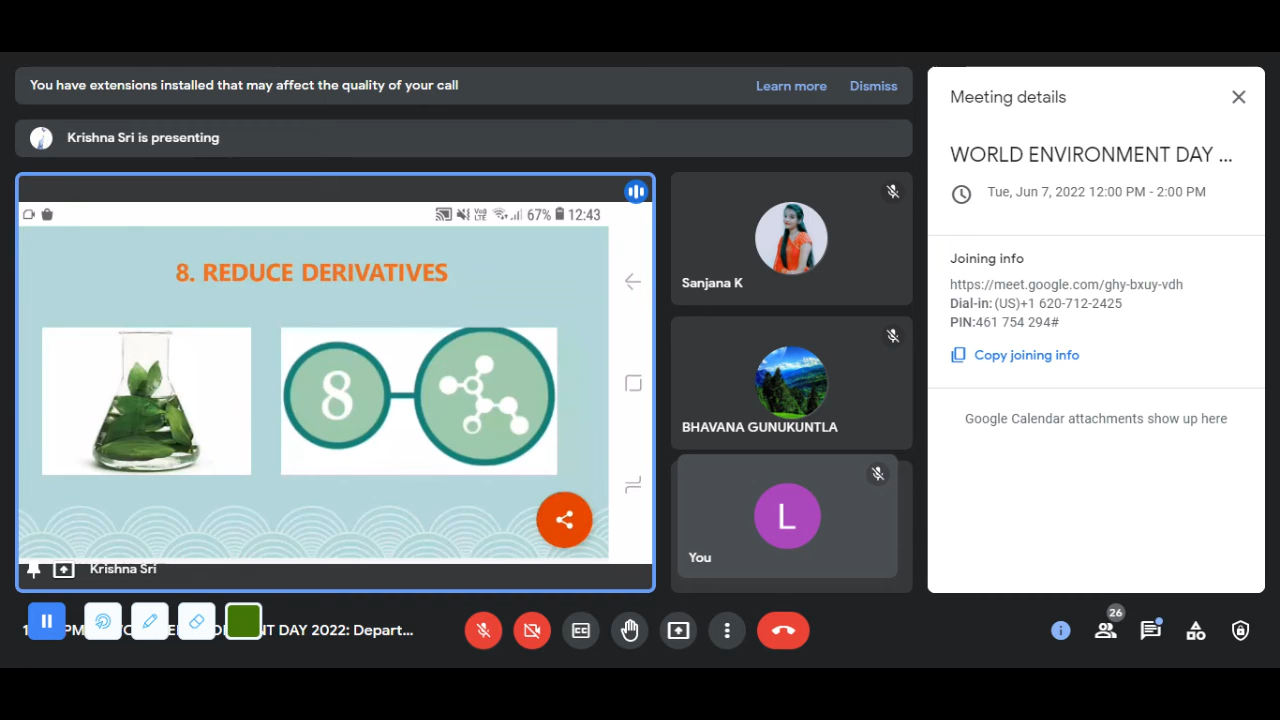 You have extensions installed that may affect the quality of your call
Learn more
Dismiss
Krishna Sri is presenting
67%
12:43
8. REDUCE DERIVATIVES
8
Krishna Sri
Sanjana K
BHAVANA GUNUKUNTLA
L
You
Meeting details
WORLD ENVIRONMENT DAY ...
Tue, Jun 7, 2022 12:00 PM - 2:00 PM
Joining info
https://meet.google.com/ghy-bxuy-vdh
Dial-in: (US)+1 620-712-2425
PIN:461 754 294#
Copy joining info
Google Calendar attachments show up here
T DAY 2022: Depart...
CC
26